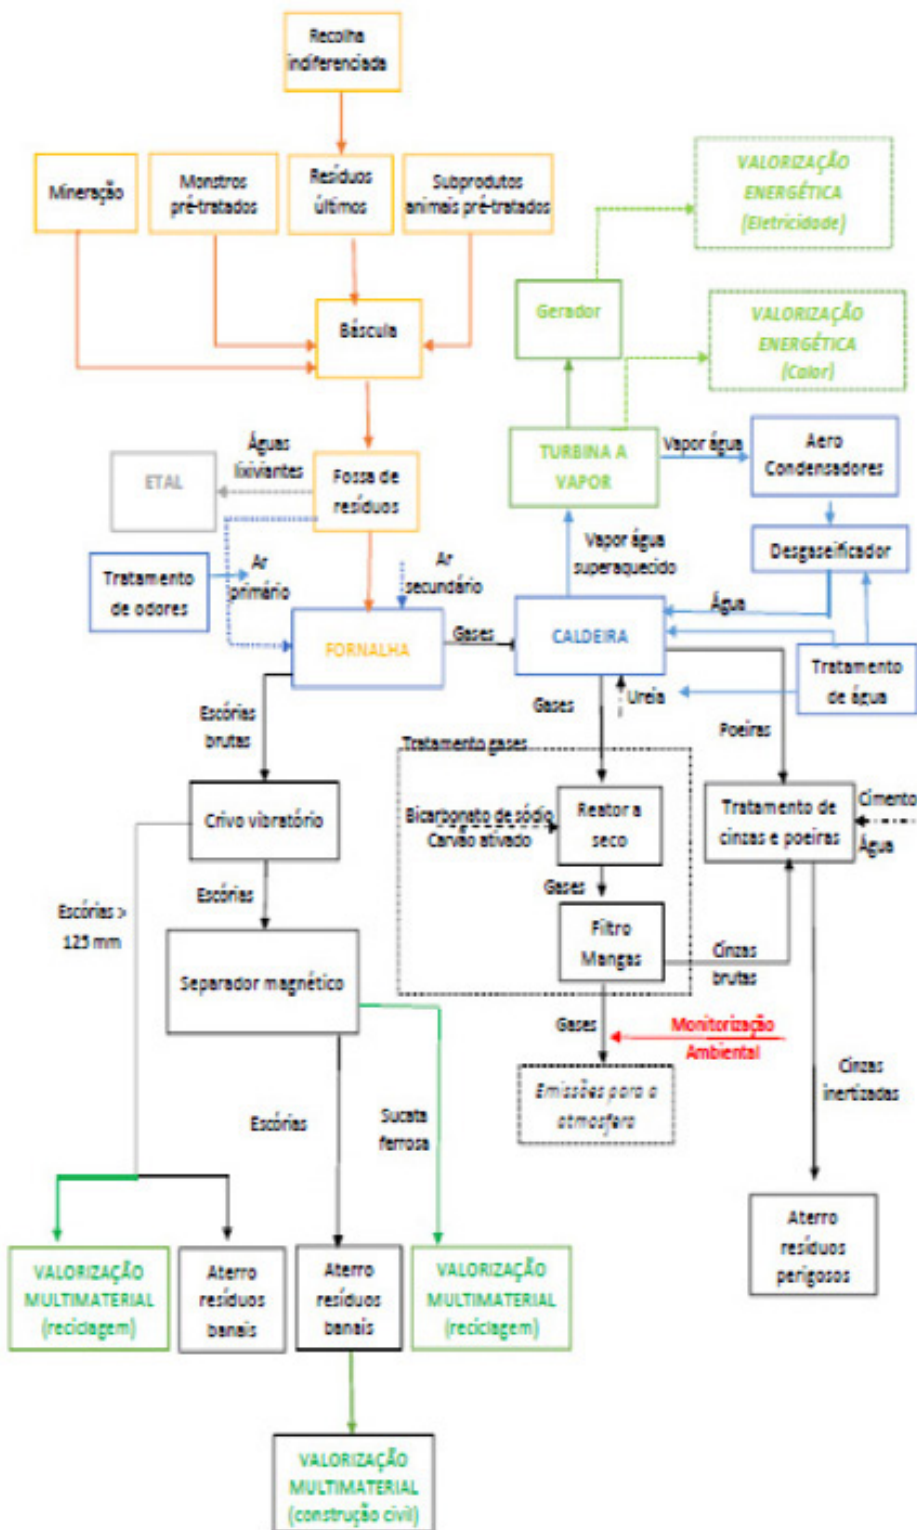 Recolha
indiferenciada
Mineração
Monstros
pré-tratados
Resíduos
últimos
Subprodutos
animais pré-tratados
VALORIZAÇÃO
ENERGÉTICA
(Eletricidade)
Gerador
VALORIZAÇÃO
ENERGÉTICA
(Calor)
Báscula
TURBINA A
VAPOR
Vapor água
Aero
Condensadores
ETAL
Águas
lixiviantes
Fossa de
resíduos
Vapor água
superaquecido
Desgaseificador
Tratamento
de odores
Ar
primário
Ar
secundário
Água
FORNALHA
Gases
CALDEIRA
Tratamento
de água
Escórias
brutas
Gases
Ureia
Poeiras
Tratamento gases
Crivo vibratório
Bicarbonato de sódio
Carvão ativado
Reator a
seco
Tratamento de
cinzas e poeiras
Cimento
Água
Escórias >
125 mm
Escórias
Gases
Filtro
Mangas
Cinzas
brutas
Separador magnético
Gases
Monitorização
Ambiental
Cinzas
inertizadas
Emissões para a
atmosfera
Escórias
Sucata
ferrosa
VALORIZAÇÃO
MULTIMATERIAL
(reciclagem)
Aterro
resíduos
banais
Aterro
resíduos
banais
VALORIZAÇÃO
MULTIMATERIAL
(reciclagem)
Aterro
resíduos
perigosos
VALORIZAÇÃO
MULTIMATERIAL
(construção civil)